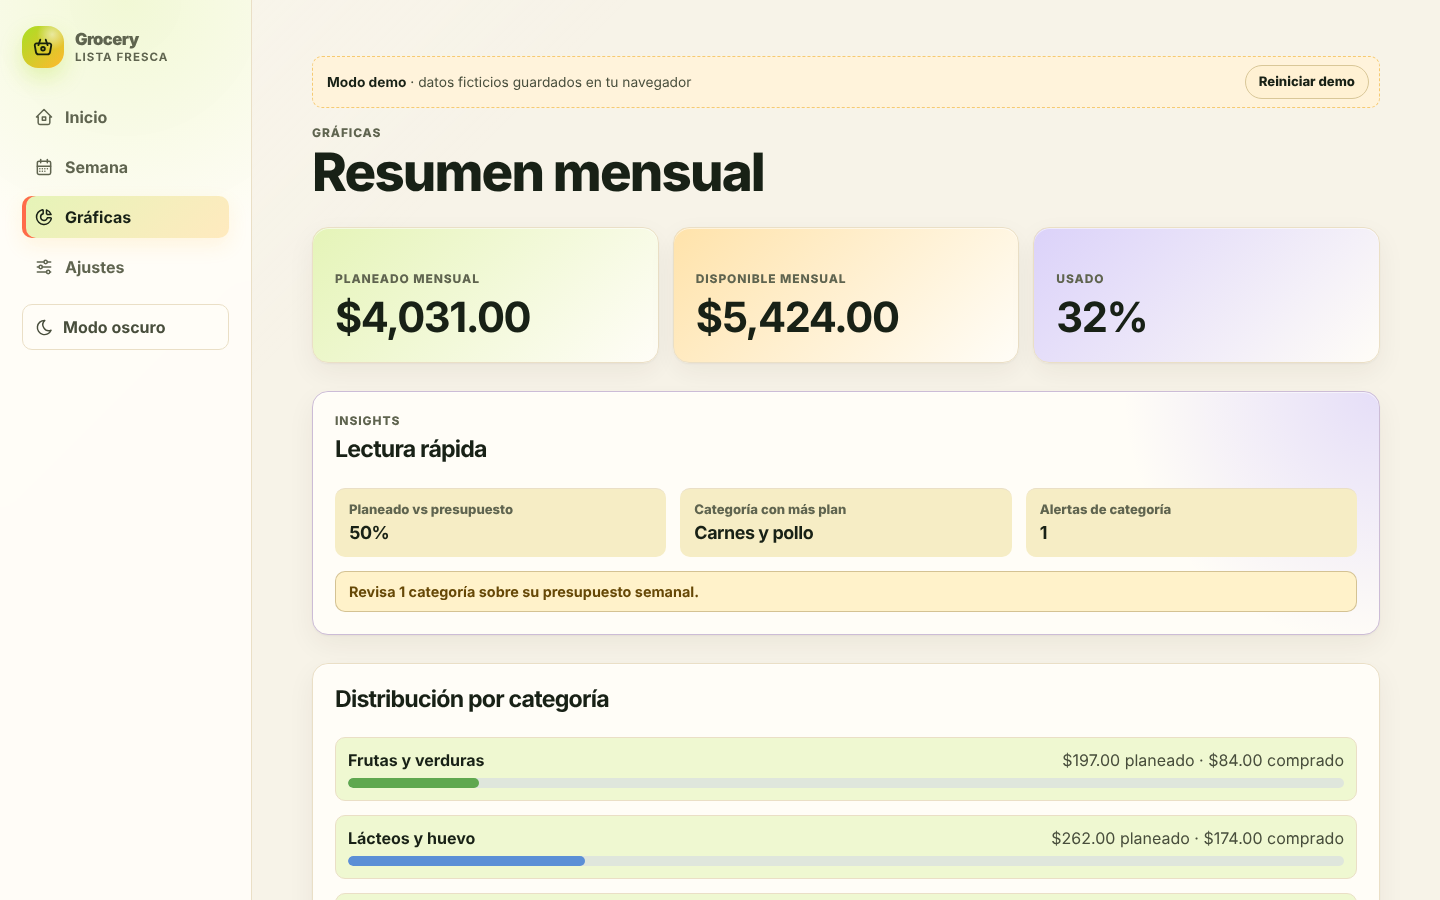 Grocery
LISTA FRESCA
Inicio
Semana
Gráficas
Ajustes
Modo oscuro
Modo demo · datos ficticios guardados en tu navegador
Reiniciar demo
GRÁFICAS
Resumen mensual
PLANEADO MENSUAL
$4,031.00
DISPONIBLE MENSUAL
$5,424.00
USADO
32%
INSIGHTS
Lectura rápida
Planeado vs presupuesto
50%
Categoría con más plan
Carnes y pollo
Alertas de categoría
1
Revisa 1 categoría sobre su presupuesto semanal.
Distribución por categoría
Frutas y verduras
$197.00 planeado · $84.00 comprado
Lácteos y huevo
$262.00 planeado · $174.00 comprado